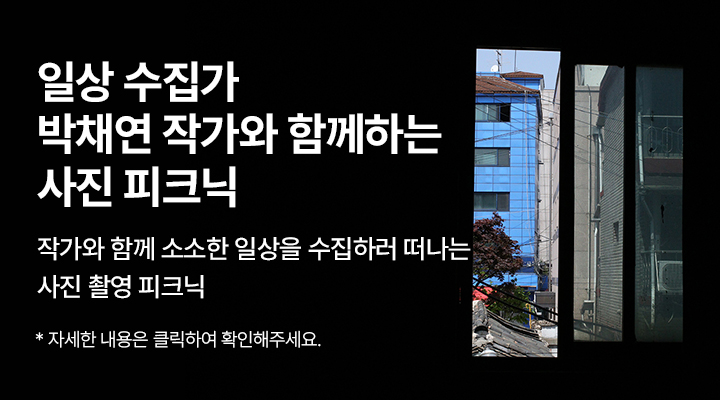 일상 수집가
박채연 작가와 함께하는
사진 피크닉
작가와 함께 소소한 일상을 수집하러 떠나는
사진 촬영 피크닉
* 자세한 내용은 클릭하여 확인해주세요.